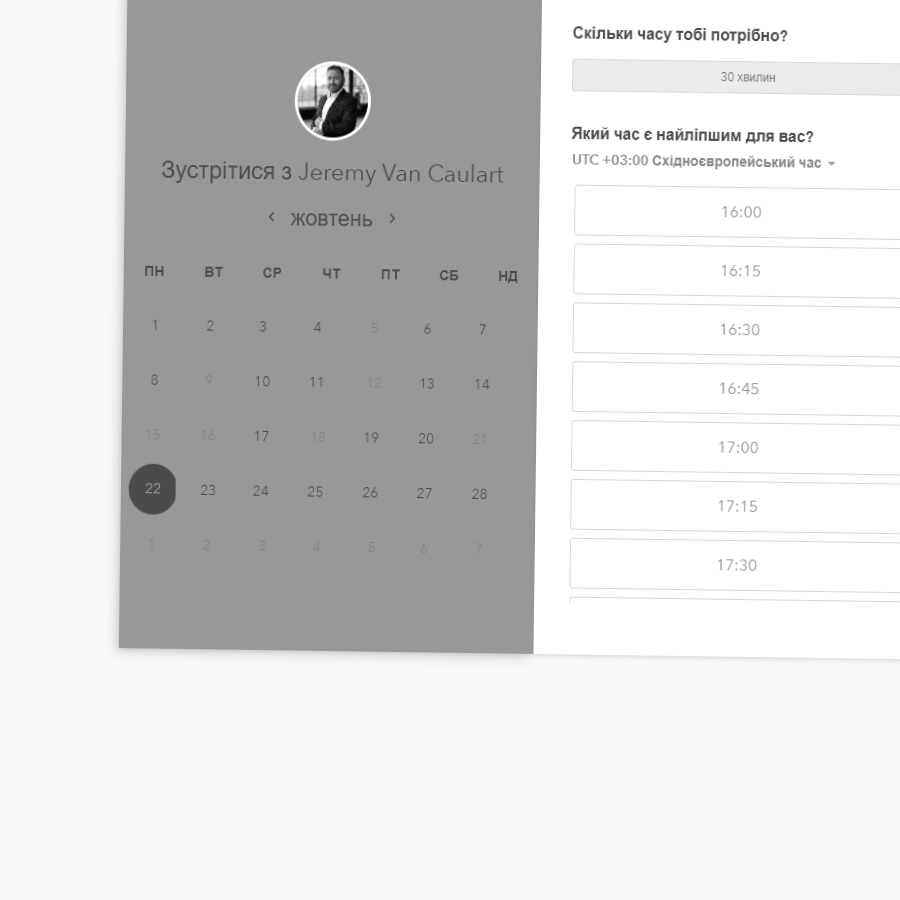 Зустрітися з Jeremy Van Caulart
‹ жовтень ›
ПН ВТ СР ЧТ ПТ СБ НД
1 2 3 4 5 6 7
8 9 10 11 12 13 14
15 16 17 18 19 20 21
22 23 24 25 26 27 28
1 2 3 4 5 6 7
Скільки часу тобі потрібно?
30 хвилин
Який час є найліпшим для вас?
UTC +03:00 Східноєвропейський час
16:00
16:15
16:30
16:45
17:00
17:15
17:30